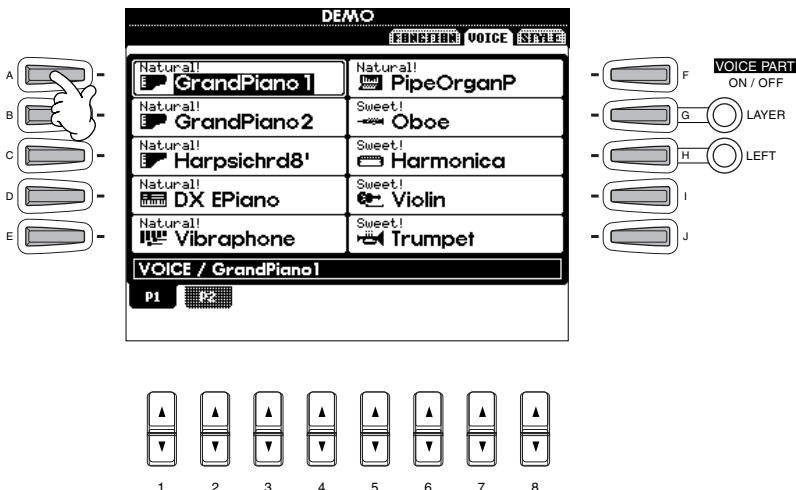 DEMO
FUNCTION VOICE STYLE
Natural!
GrandPiano 1
Natural!
PipeOrganP
Natural!
GrandPiano2
Sweet!
Oboe
Natural!
Harpsichrd8'
Sweet!
Harmonica
Natural!
DX EPiano
Sweet!
Violin
Natural!
Vibraphone
Sweet!
Trumpet
VOICE / GrandPiano1
P1 P2
A
B
C
D
E
F
G
H
I
J
VOICE PART
ON / OFF
LAYER
LEFT
1 2 3 4 5 6 7 8